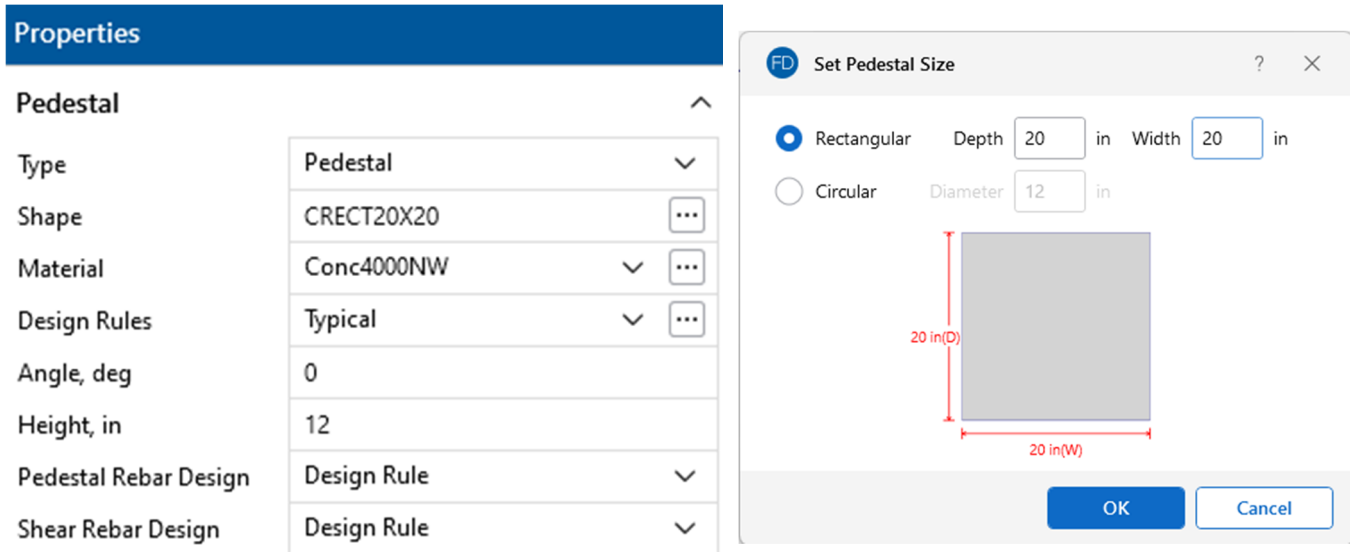 Properties
Pedestal
Type Pedestal
Shape CRECT20X20 ...
Material Conc4000NW ...
Design Rules Typical ...
Angle, deg 0
Height, in 12
Pedestal Rebar Design Design Rule
Shear Rebar Design Design Rule
FD Set Pedestal Size ?
Rectangular Depth 20 in Width 20 in
Circular Diameter 12 in
20 in(D)
20 in(W)
OK Cancel